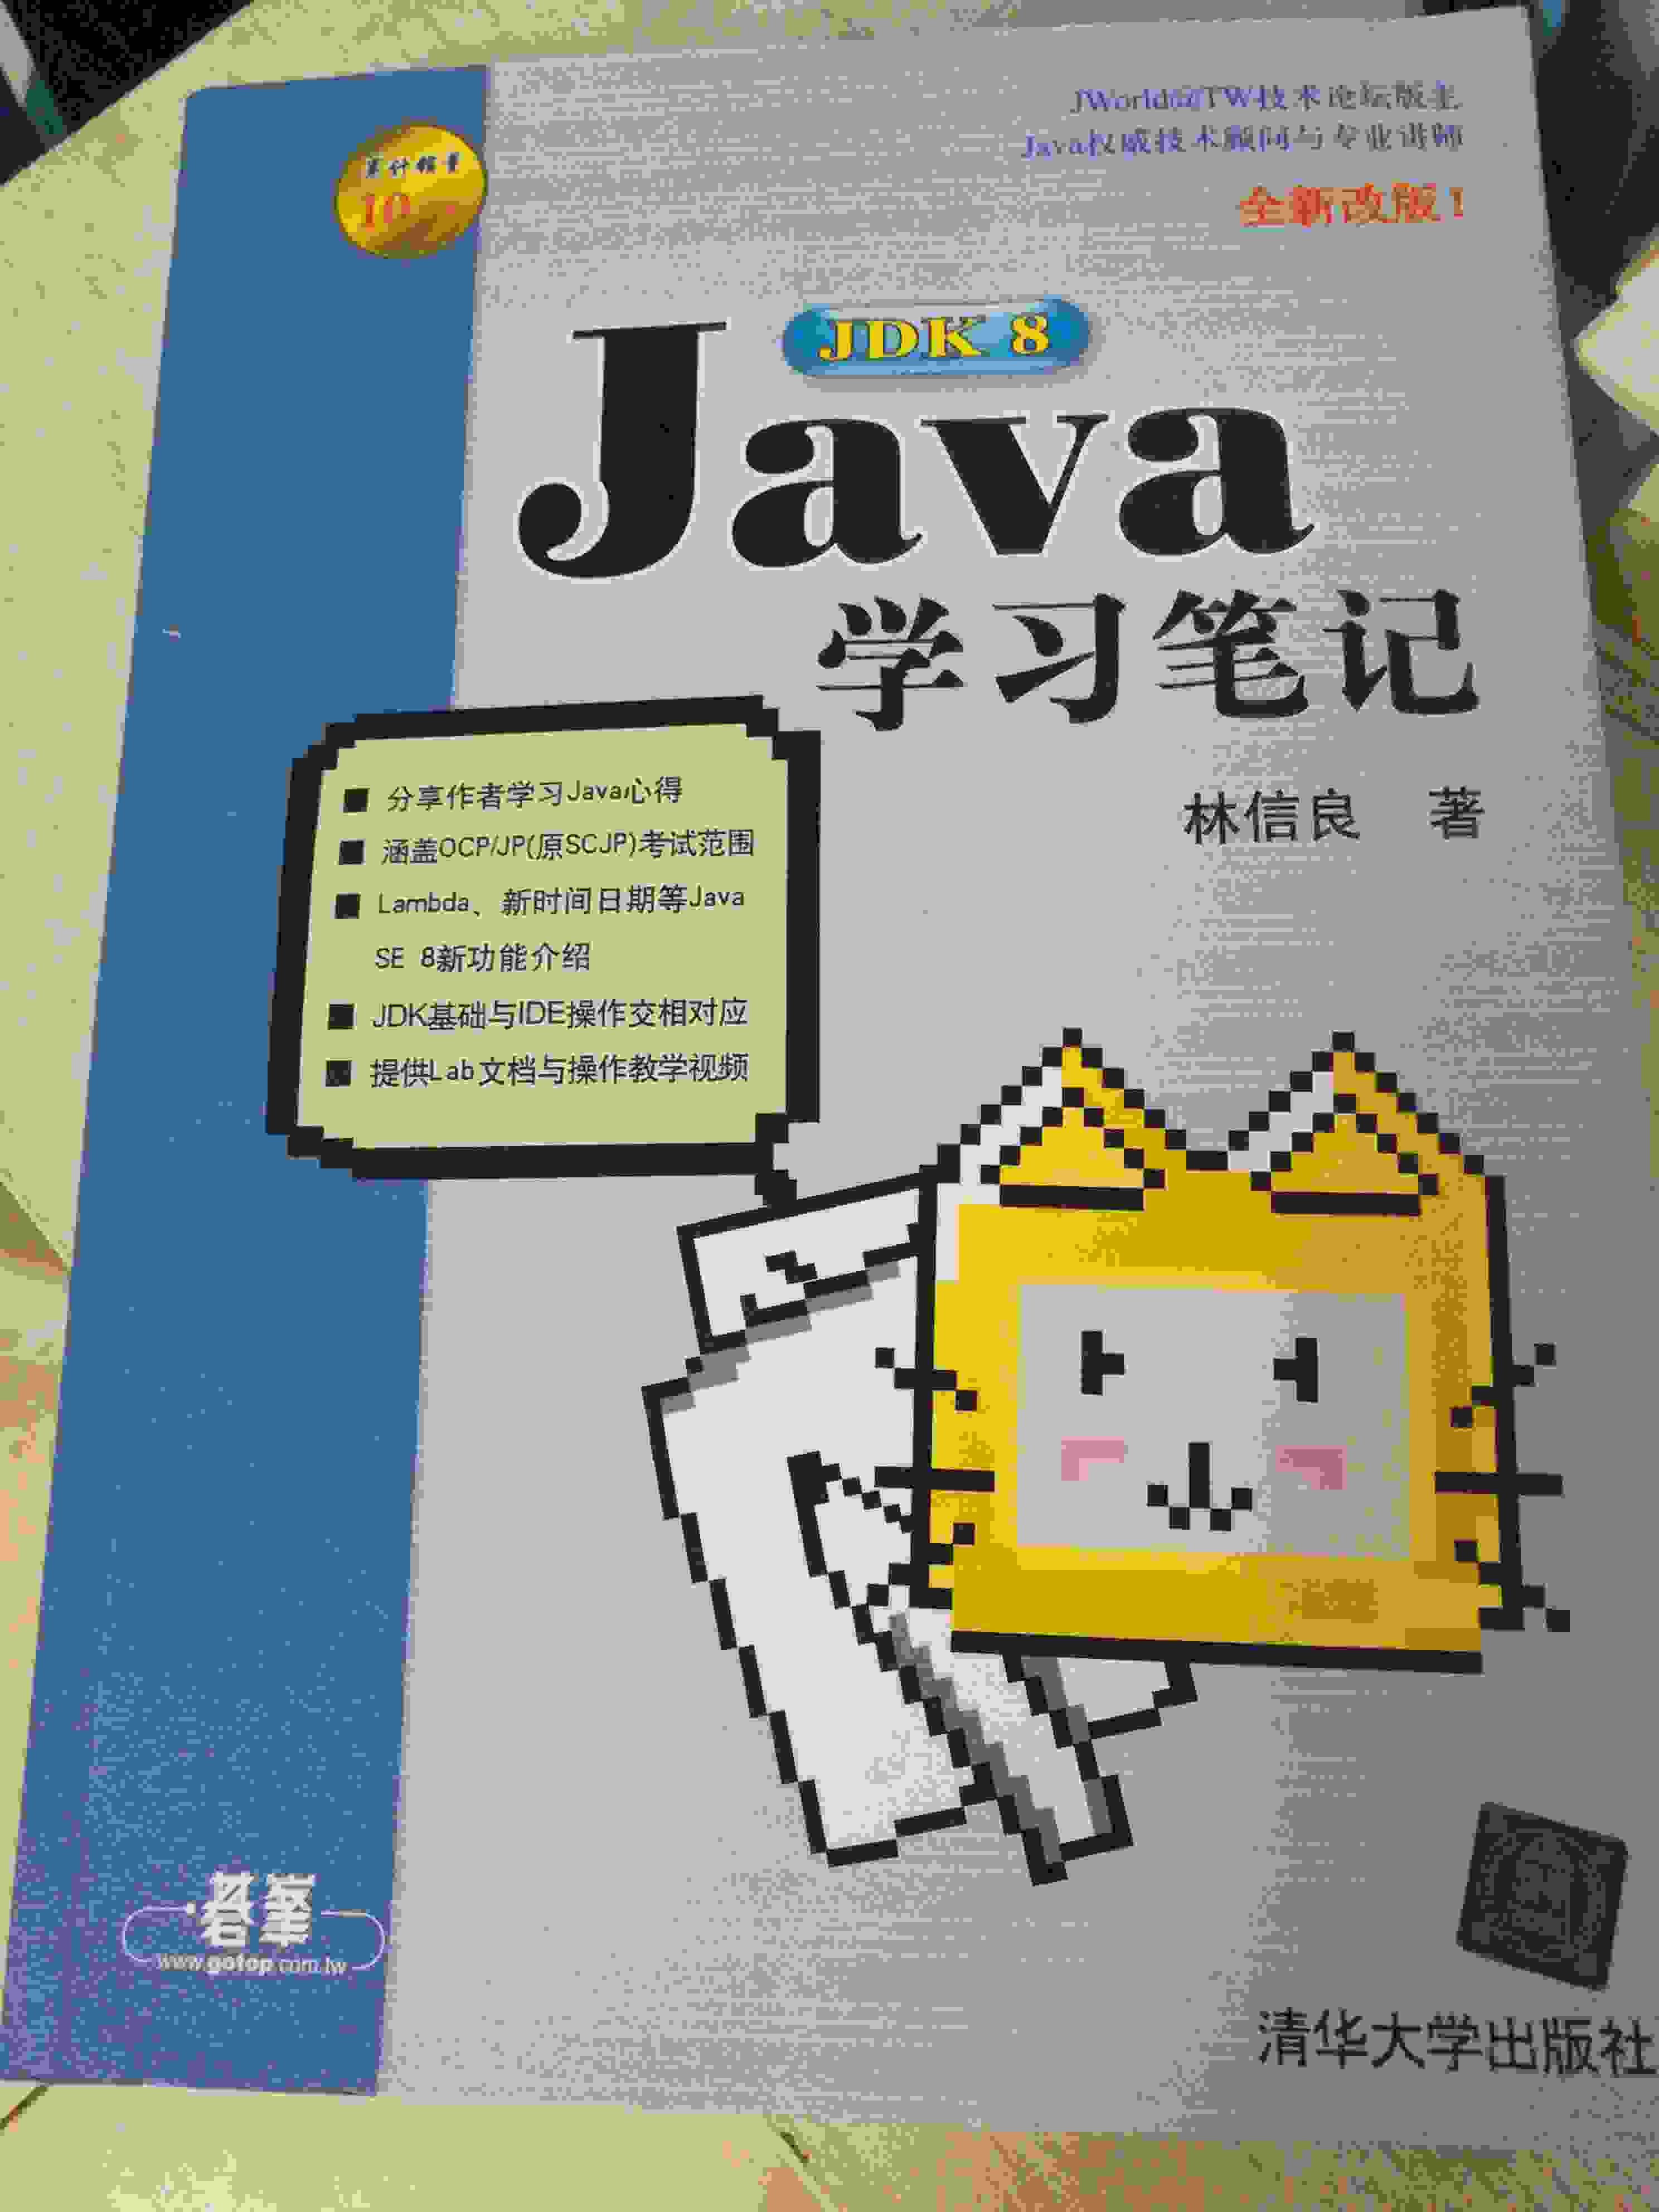 JWorld@TW技术论坛版主
Java权威技术顾问与专业讲师
全新改版！
10
JDK 8
Java
学习笔记
林信良 著
■ 分享作者学习Java心得
■ 涵盖OCP/JP(原SCJP)考试范围
■ Lambda、新时间日期等Java
SE 8新功能介绍
■ JDK基础与IDE操作交相对应
■ 提供Lab文档与操作教学视频
碁峯
www.gotop.com.tw
清华大学出版社